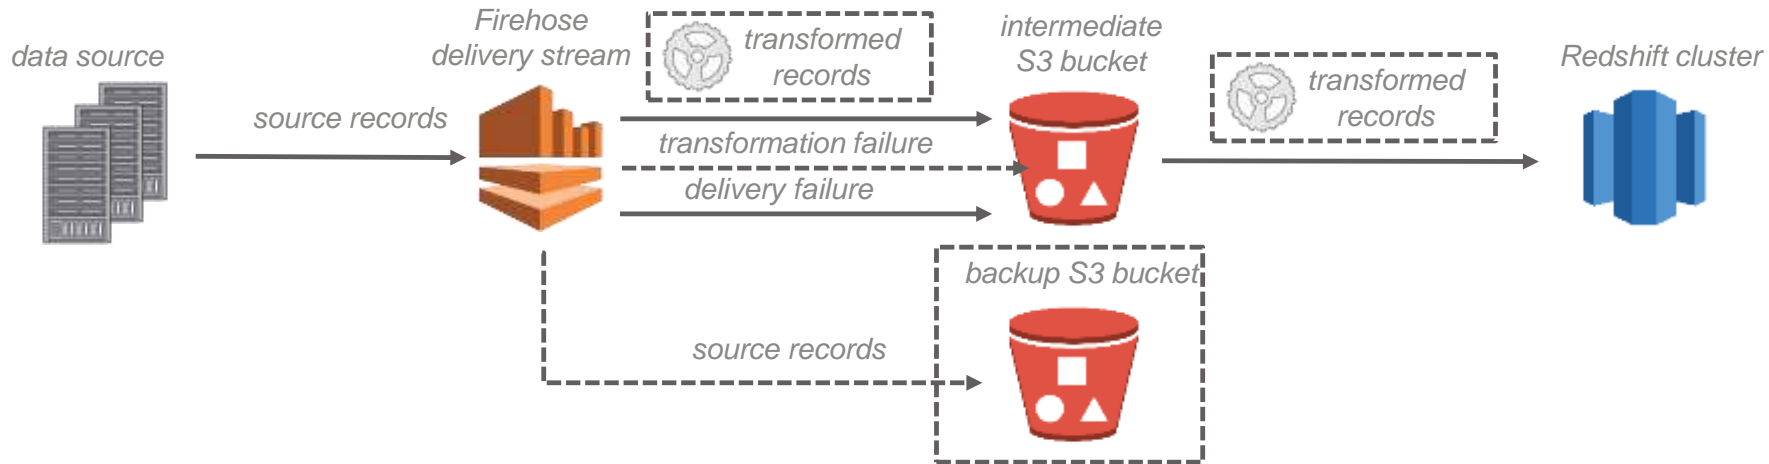 data source
source records
Firehose
delivery stream
transformed
records
transformation failure
delivery failure
intermediate
S3 bucket
transformed
records
Redshift cluster
source records
backup S3 bucket